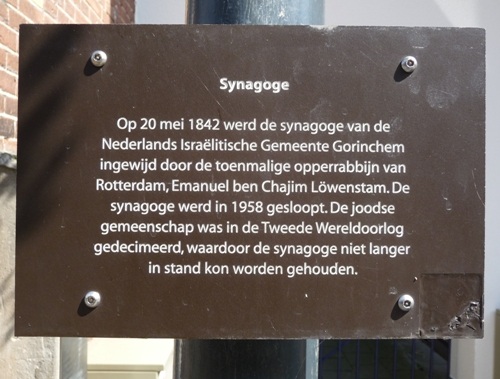 Synagoge
Op 20 mei 1842 werd de synagoge van de
Nederlands Israëlitische Gemeente Gorinchem
ingewijd door de toenmalige opperrabbijn van
Rotterdam, Emanuel ben Chajim Löwenstam. De
synagoge werd in 1958 gesloopt. De joodse
gemeenschap was in de Tweede Wereldoorlog
gedecimeerd, waardoor de synagoge niet langer
in stand kon worden gehouden.